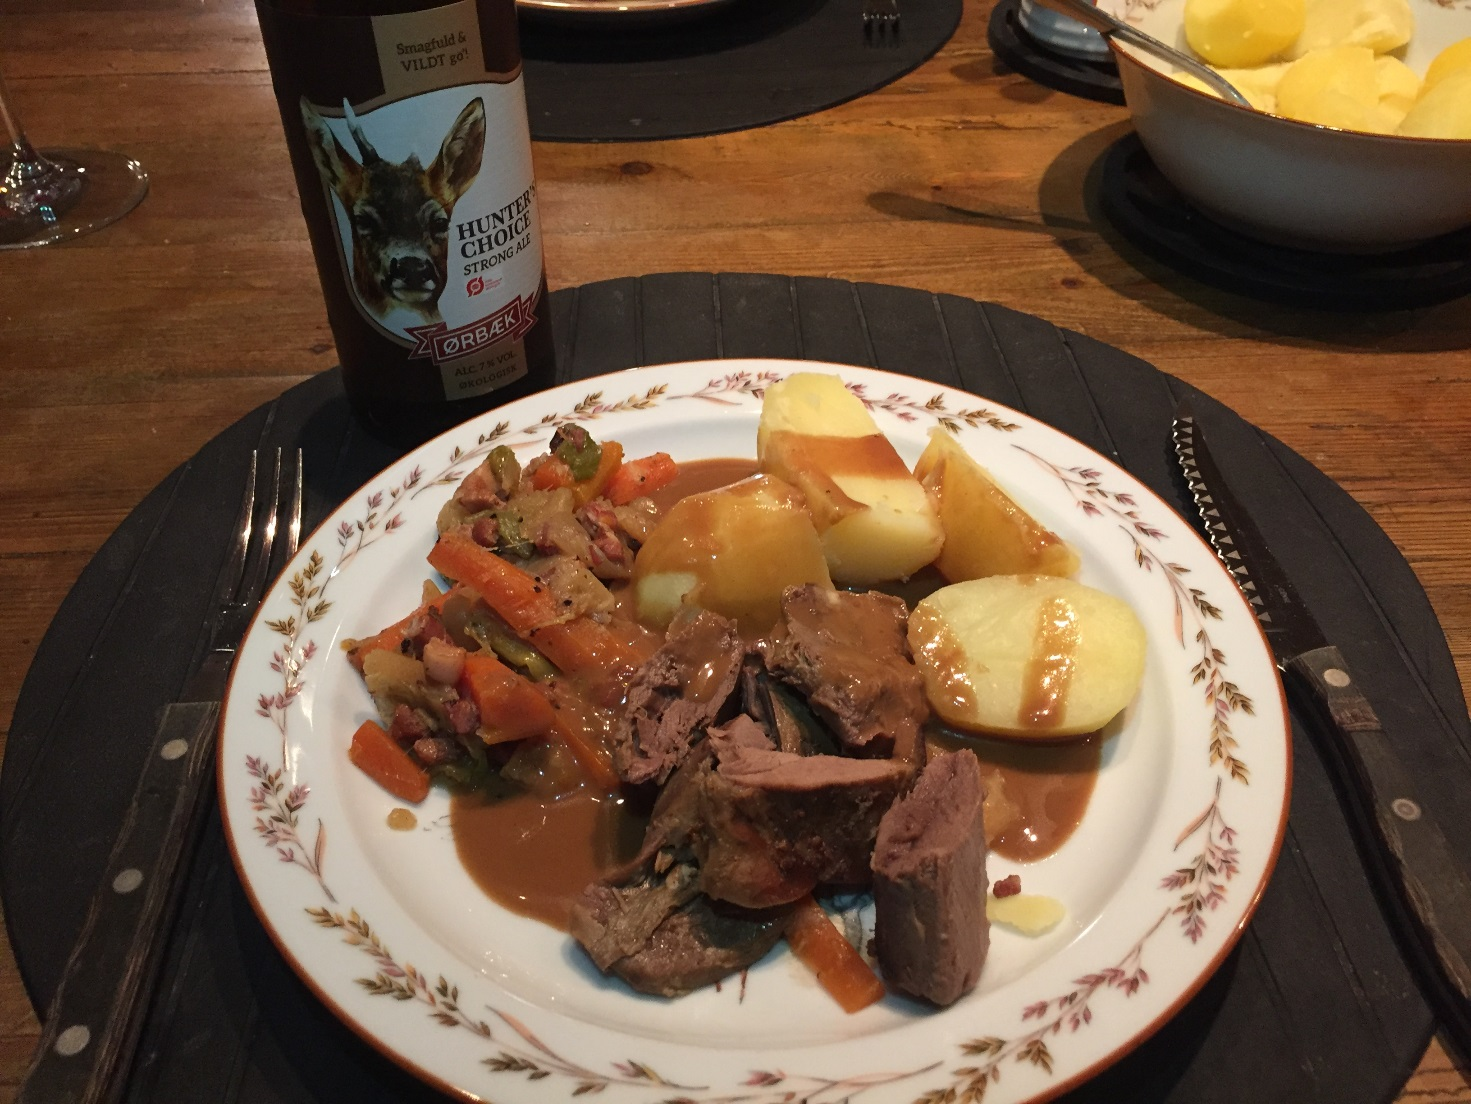 Smagfuld &
VILDT go'!
HUNTER'S
CHOICE
STRONG ALE
ØRBÆK
ALC. 7% VOL.
ØKOLOGISK